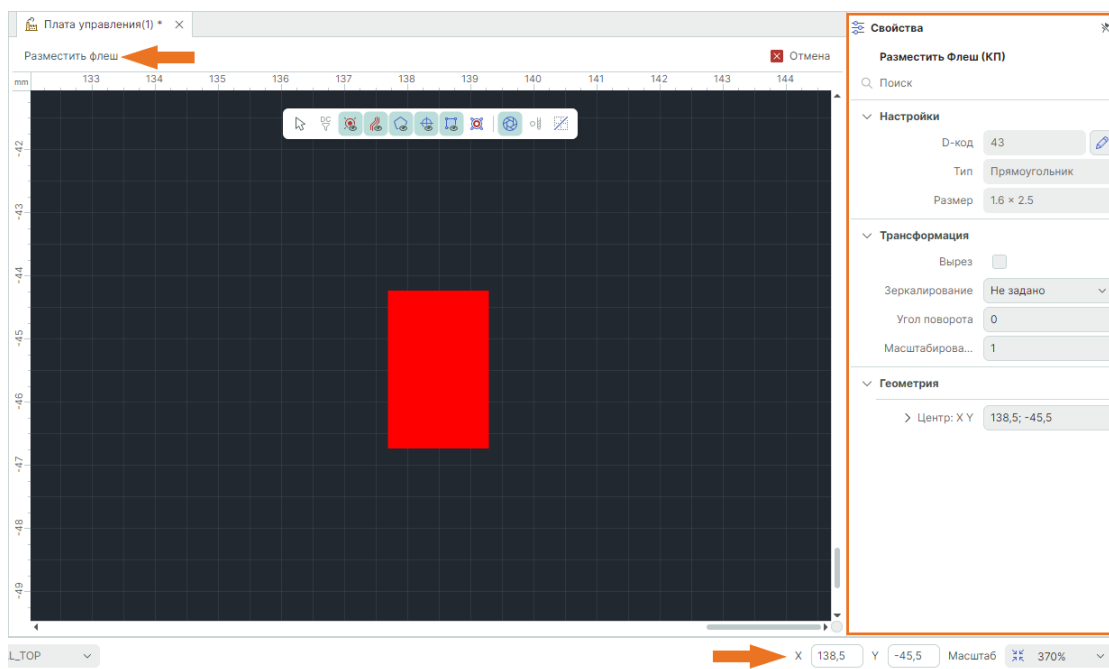 Плата управления(1) *
Разместить флеш
Отмена
mm 133 134 135 136 137 138 139 140 141 142 143 144
DC
-42
-43
-44
-45
-46
-47
-48
-49
Свойства
Разместить Флеш (КП)
Поиск
Настройки
D-код 43
Тип Прямоугольник
Размер 1.6 × 2.5
Трансформация
Вырез
Зеркалирование Не задано
Угол поворота 0
Масштабирова... 1
Геометрия
Центр: X Y 138,5; -45,5
L_TOP X 138,5 Y -45,5 Масштаб 370%